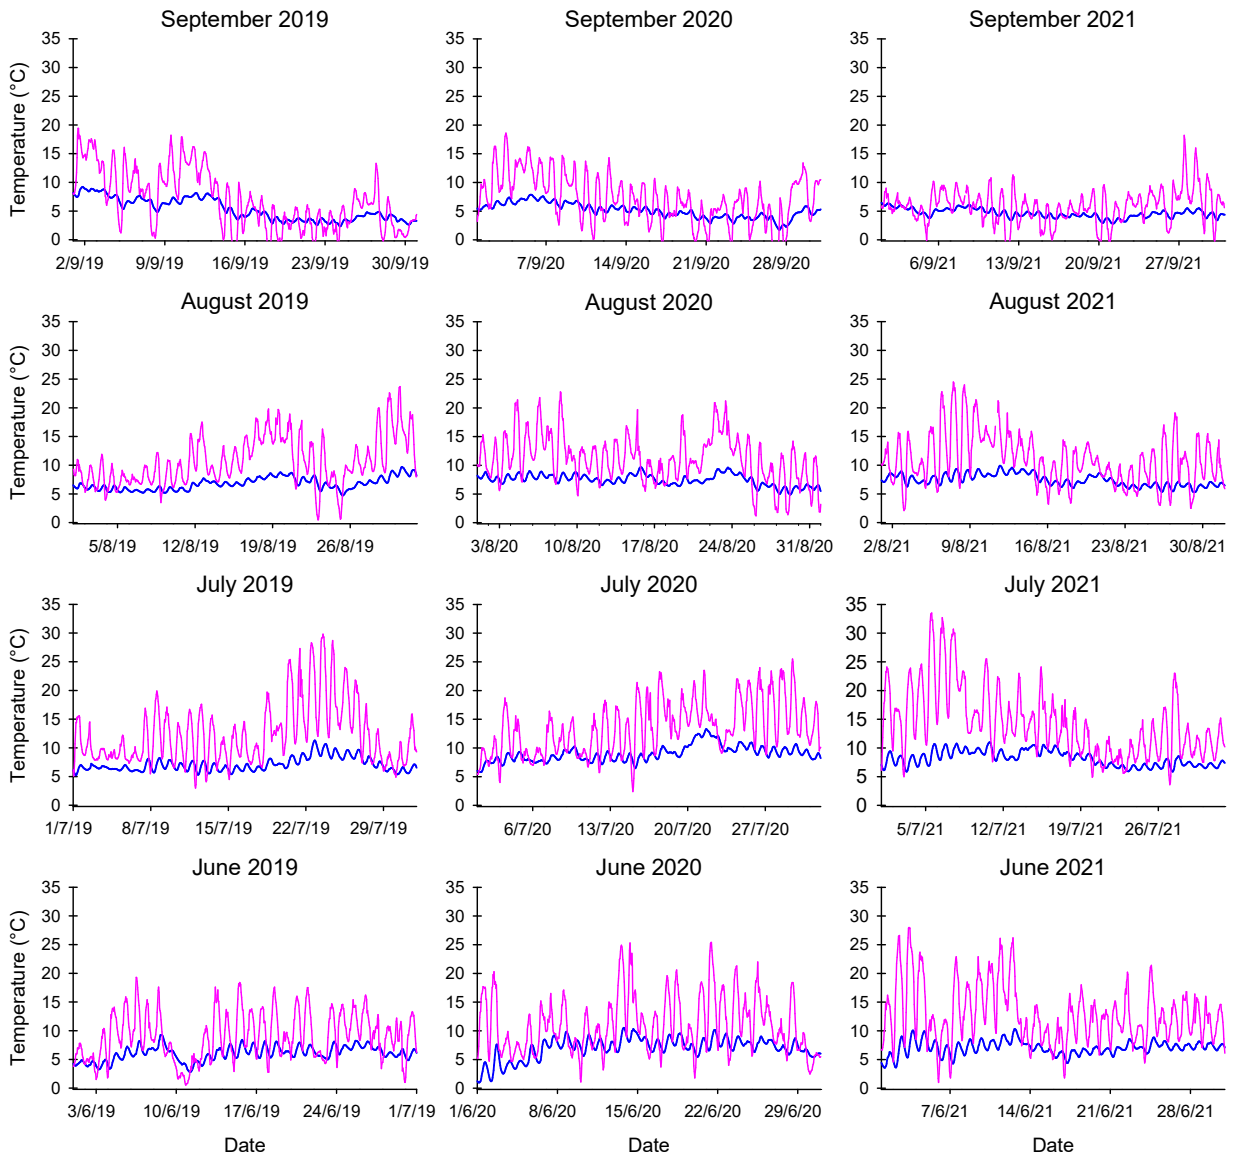 September 2019 September 2020 September 2021
Temperature (°C)
35 35 35
30 30 30
25 25 25
20 20 20
15 15 15
10 10 10
5 5 5
0 0 0
2/9/19 9/9/19 16/9/19 23/9/19 30/9/19 7/9/20 14/9/20 21/9/20 28/9/20 6/9/21 13/9/21 20/9/21 27/9/21
August 2019 August 2020 August 2021
Temperature (°C)
35 35 35
30 30 30
25 25 25
20 20 20
15 15 15
10 10 10
5 5 5
0 0 0
5/8/19 12/8/19 19/8/19 26/8/19 3/8/20 10/8/20 17/8/20 24/8/20 31/8/20 2/8/21 9/8/21 16/8/21 23/8/21 30/8/21
July 2019 July 2020 July 2021
Temperature (°C)
35 35 35
30 30 30
25 25 25
20 20 20
15 15 15
10 10 10
5 5 5
0 0 0
1/7/19 8/7/19 15/7/19 22/7/19 29/7/19 6/7/20 13/7/20 20/7/20 27/7/20 5/7/21 12/7/21 19/7/21 26/7/21
June 2019 June 2020 June 2021
Temperature (°C)
35 35 35
30 30 30
25 25 25
20 20 20
15 15 15
10 10 10
5 5 5
0 0 0
3/6/19 10/6/19 17/6/19 24/6/19 1/7/19 1/6/20 8/6/20 15/6/20 22/6/20 29/6/20 7/6/21 14/6/21 21/6/21 28/6/21
Date Date Date